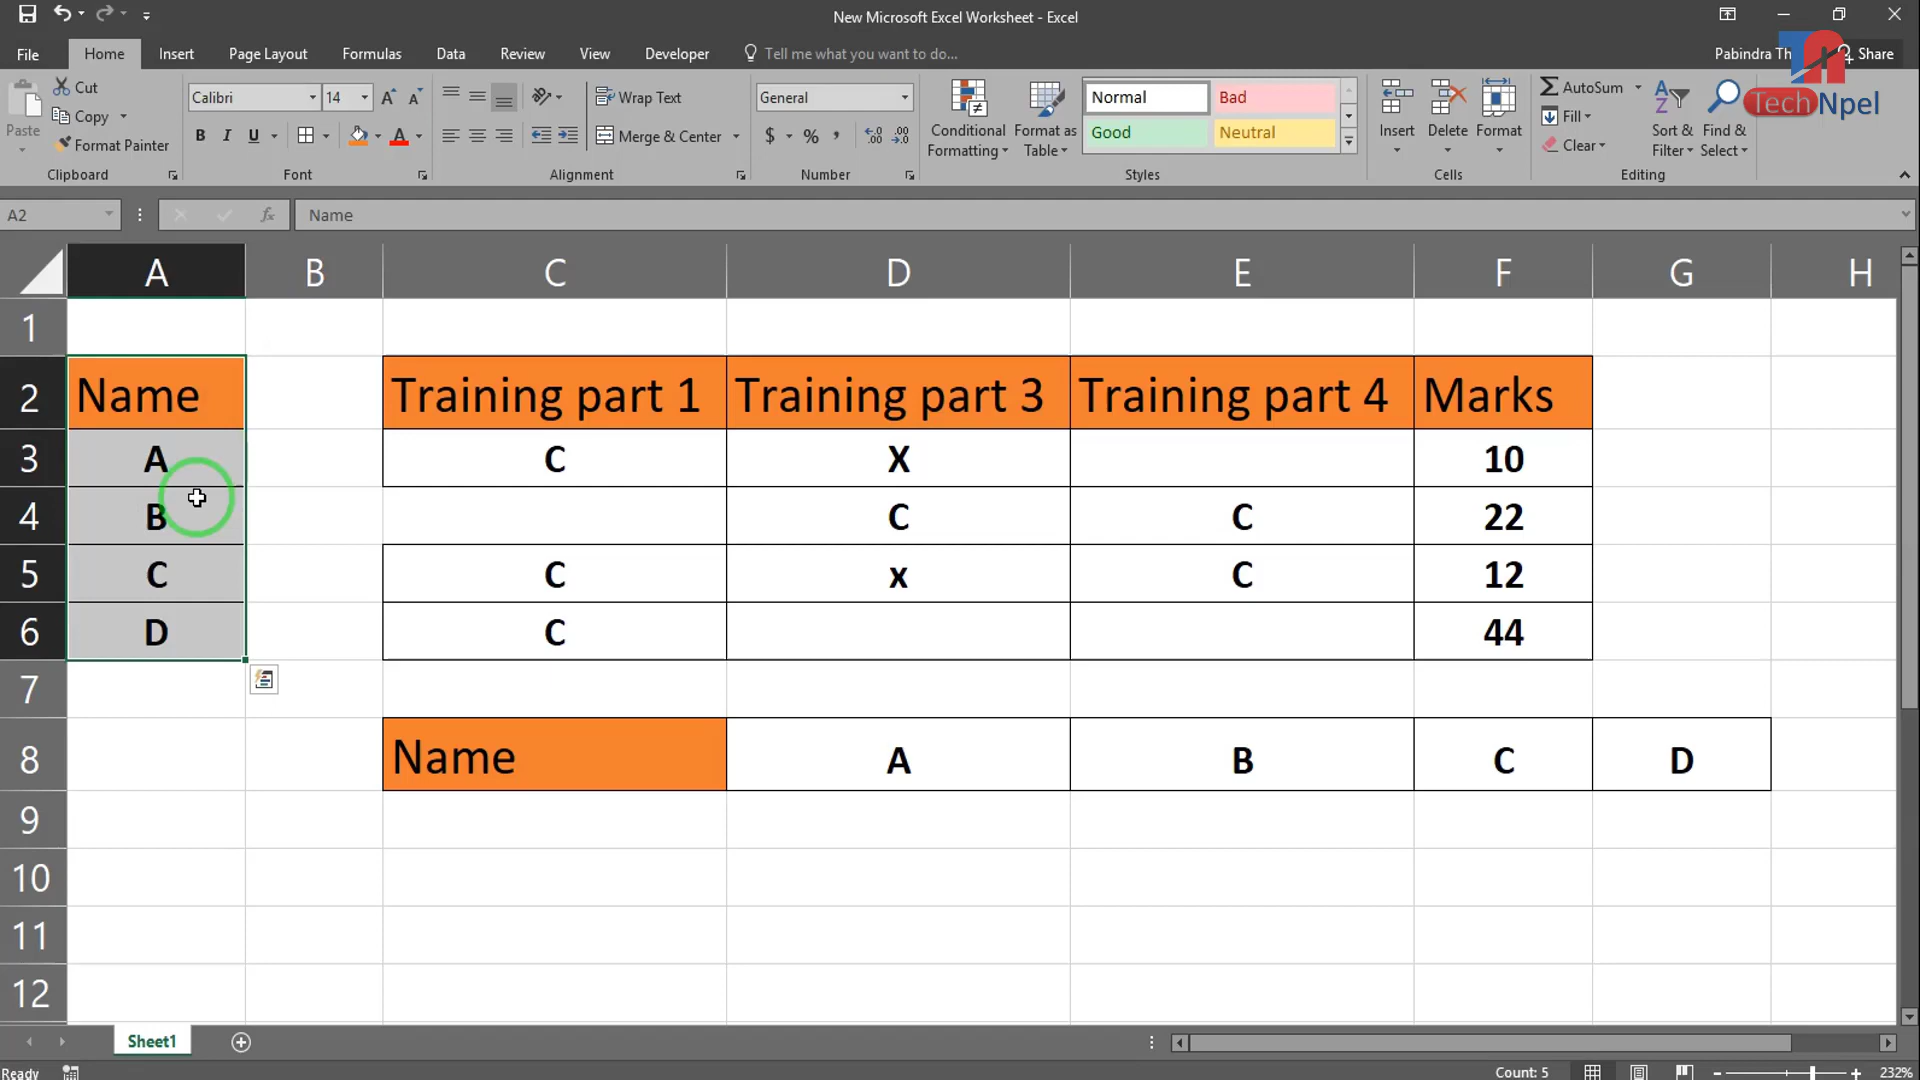 New Microsoft Excel Worksheet - Excel
File Home Insert Page Layout Formulas Data Review View Developer Tell me what you want to do... Pabindra Th Share
Tech Npel
Paste
Cut
Copy
Format Painter
Clipboard
Calibri 14
B I U A
Font
Wrap Text
Merge & Center
Alignment
General
$ % ,
Number
Conditional
Formatting
Format as
Table
Normal Bad
Good Neutral
Styles
Insert Delete Format
Cells
AutoSum
Fill
Clear
Sort &
Filter
Find &
Select
Editing
A2 fx Name
A B C D E F G H
1
2 Name Training part 1 Training part 3 Training part 4 Marks
3 A C X 10
4 B C C 22
5 C C x C 12
6 D C 44
7
8 Name A B C D
9
10
11
12
Sheet1
Ready Count: 5 232%